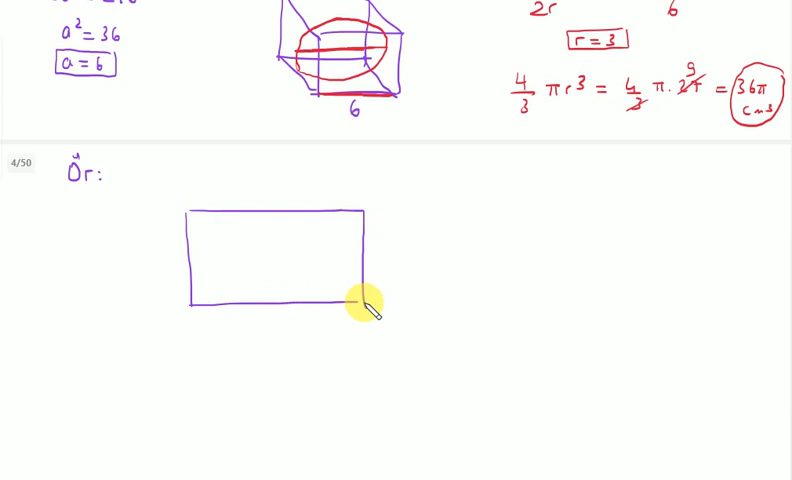 a² = 36
a = 6
6
2r 6
r = 3
4/3 πr³ = 4/3 π. 27 9 = 36π cm3
4/50
Ör: